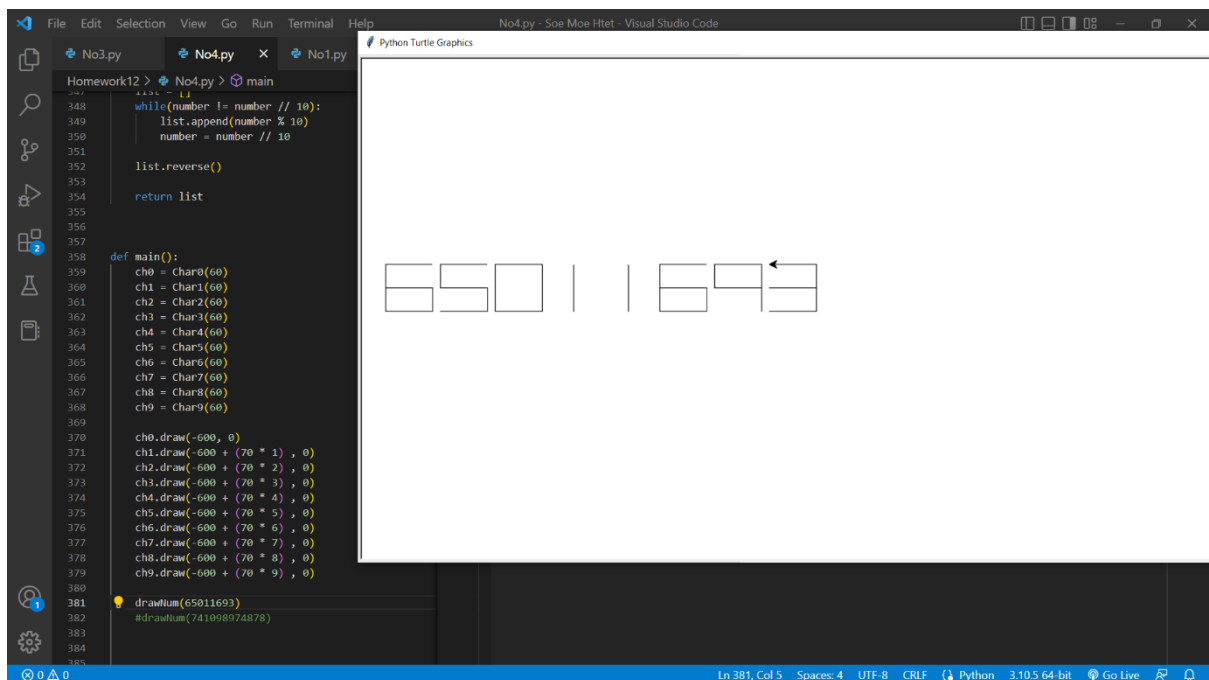 File Edit Selection View Go Run Terminal Help No4.py - Soe Moe Htet - Visual Studio Code
No3.py No4.py No1.py
Python Turtle Graphics
Homework12 > No4.py > main
347 list = []
348 while(number != number // 10):
349 list.append(number % 10)
350 number = number // 10
351
352 list.reverse()
353
354 return list
355
356
357
358 def main():
359 ch0 = Char0(60)
360 ch1 = Char1(60)
361 ch2 = Char2(60)
362 ch3 = Char3(60)
363 ch4 = Char4(60)
364 ch5 = Char5(60)
365 ch6 = Char6(60)
366 ch7 = Char7(60)
367 ch8 = Char8(60)
368 ch9 = Char9(60)
369
370 ch0.draw(-600, 0)
371 ch1.draw(-600 + (70 * 1) , 0)
372 ch2.draw(-600 + (70 * 2) , 0)
373 ch3.draw(-600 + (70 * 3) , 0)
374 ch4.draw(-600 + (70 * 4) , 0)
375 ch5.draw(-600 + (70 * 5) , 0)
376 ch6.draw(-600 + (70 * 6) , 0)
377 ch7.draw(-600 + (70 * 7) , 0)
378 ch8.draw(-600 + (70 * 8) , 0)
379 ch9.draw(-600 + (70 * 9) , 0)
380
381 drawNum(65011693)
382 #drawNum(741098974878)
383
384
385
65011693
2
1
0 0 Ln 381, Col 5 Spaces: 4 UTF-8 CRLF Python 3.10.5 64-bit Go Live